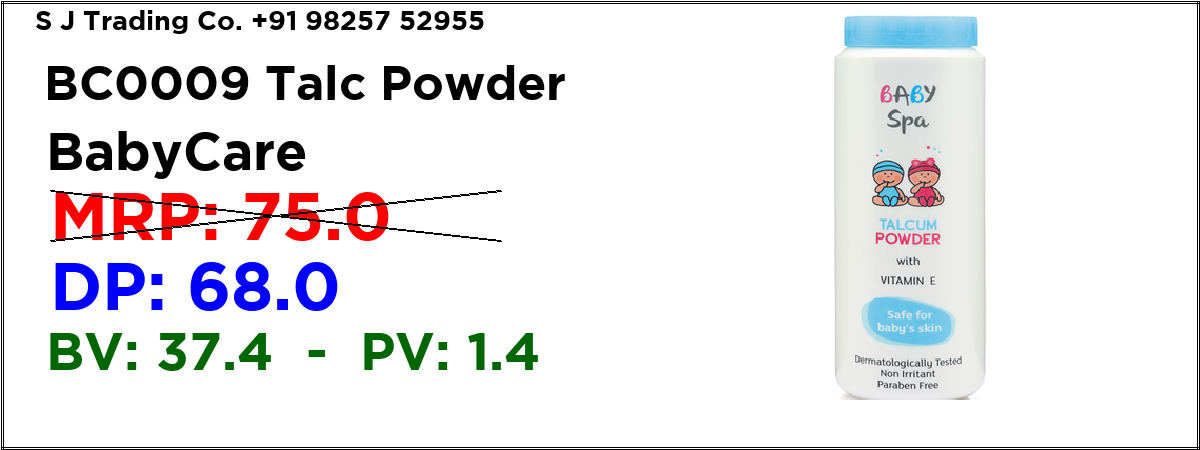 S J Trading Co. +91 98257 52955
BC0009 Talc Powder
BabyCare
MRP: 75.0
DP: 68.0
BV: 37.4 - PV: 1.4
BABY
Spa
TALCUM
POWDER
with
VITAMIN E
Safe for
baby's skin
Dermatologically Tested
Non Irritant
Paraben Free